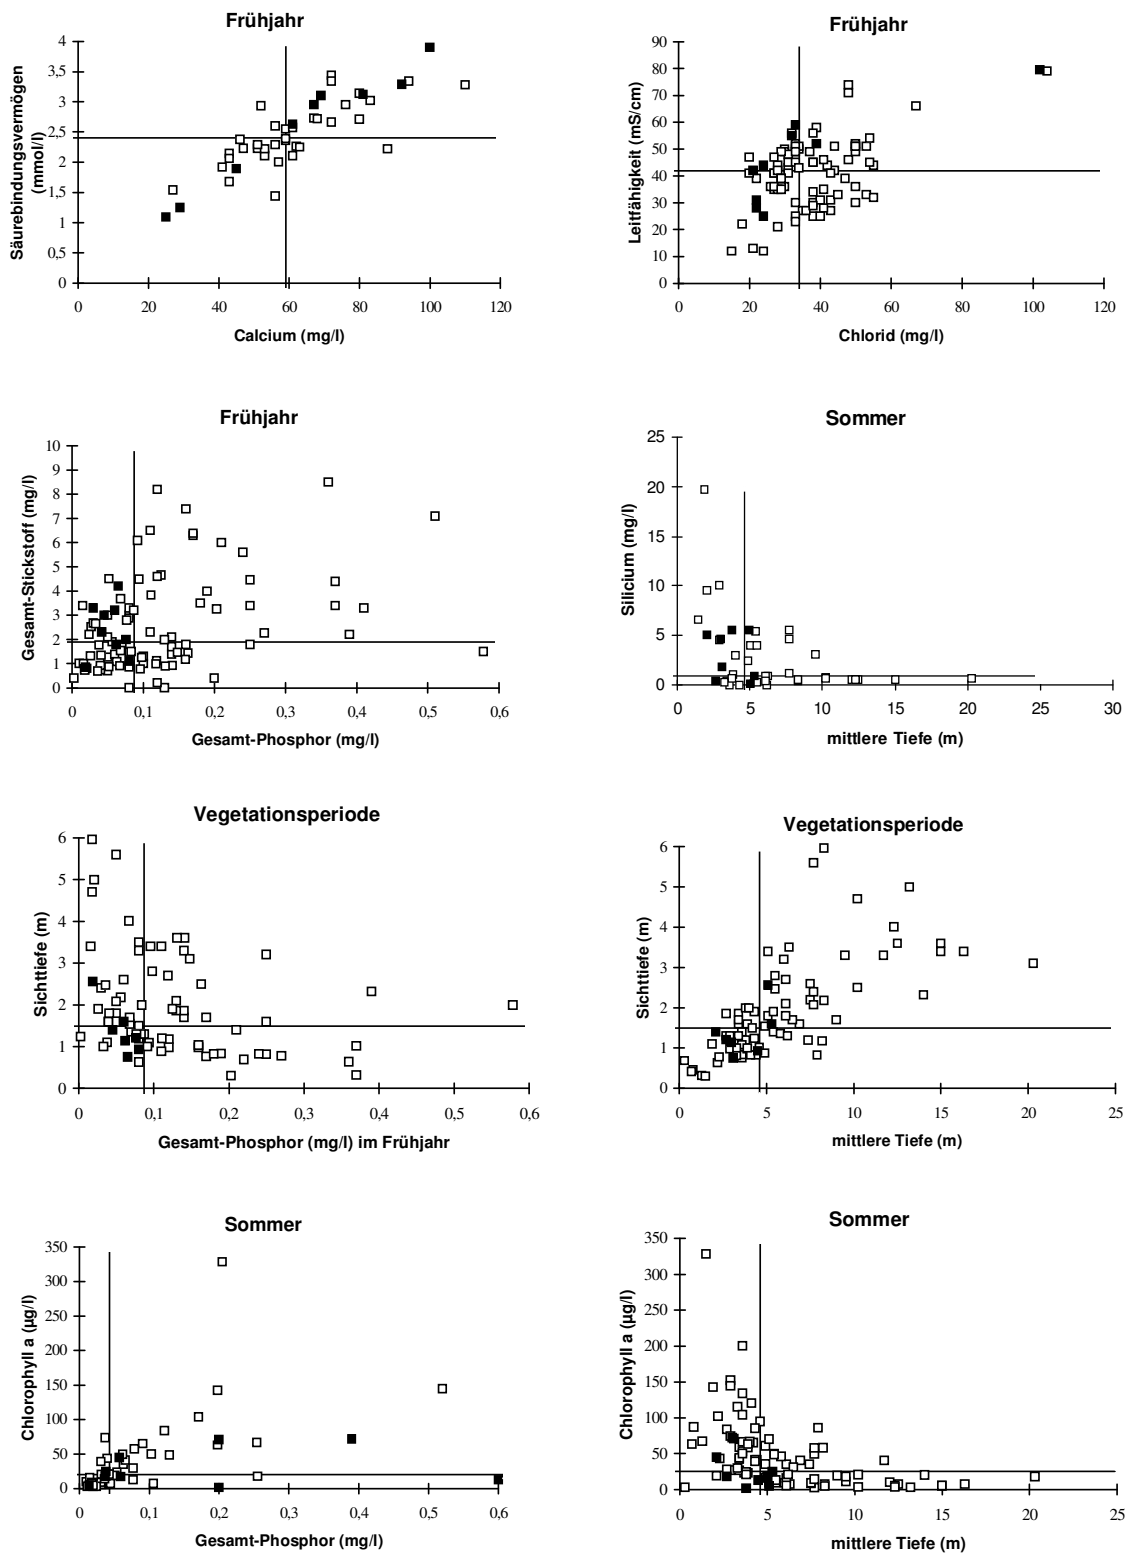 Frühjahr
Säurebindungsvermögen
(mmol/l)
4
3,5
3
2,5
2
1,5
1
0,5
0
0 20 40 60 80 100 120
Calcium (mg/l)
Frühjahr
Leitfähigkeit (mS/cm)
90
80
70
60
50
40
30
20
10
0
0 20 40 60 80 100 120
Chlorid (mg/l)
Frühjahr
Gesamt-Stickstoff (mg/l)
10
9
8
7
6
5
4
3
2
1
0
0 0,1 0,2 0,3 0,4 0,5 0,6
Gesamt-Phosphor (mg/l)
Sommer
Silicium (mg/l)
25
20
15
10
5
0
0 5 10 15 20 25 30
mittlere Tiefe (m)
Vegetationsperiode
Sichttiefe (m)
6
5
4
3
2
1
0
0 0,1 0,2 0,3 0,4 0,5 0,6
Gesamt-Phosphor (mg/l) im Frühjahr
Vegetationsperiode
Sichttiefe (m)
6
5
4
3
2
1
0
0 5 10 15 20 25
mittlere Tiefe (m)
Sommer
Chlorophyll a (µg/l)
350
300
250
200
150
100
50
0
0 0,1 0,2 0,3 0,4 0,5 0,6
Gesamt-Phosphor (mg/l)
Sommer
Chlorophyll a (µg/l)
350
300
250
200
150
100
50
0
0 5 10 15 20 25
mittlere Tiefe (m)